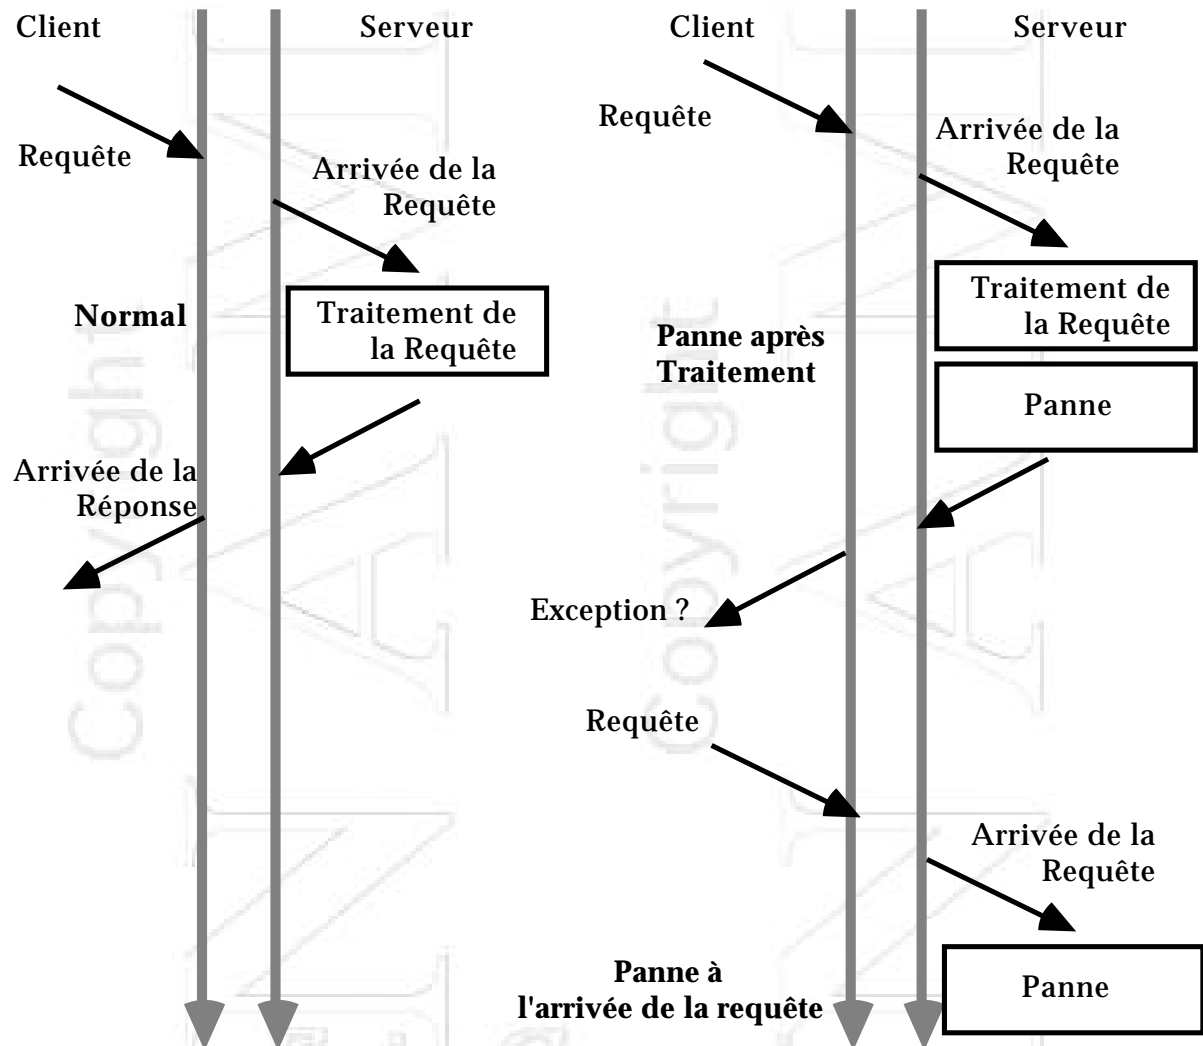 Client
Serveur
Requête
Arrivée de la
Requête
Normal
Traitement de
la Requête
Arrivée de la
Réponse
Client
Serveur
Requête
Arrivée de la
Requête
Traitement de
la Requête
Panne après
Traitement
Panne
Exception ?
Requête
Arrivée de la
Requête
Panne à
l'arrivée de la requête
Panne
Copyright
Copyright